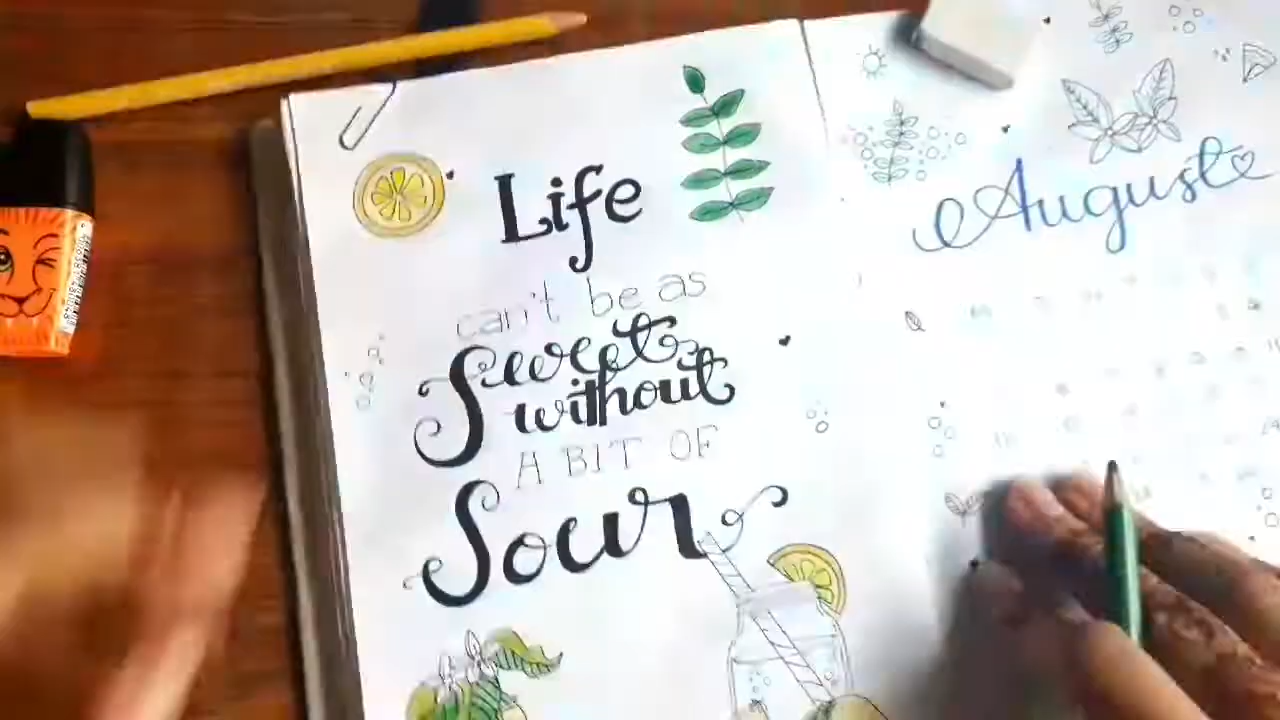 Life
can't be as
Sweet
without
A BIT OF
Sour
August